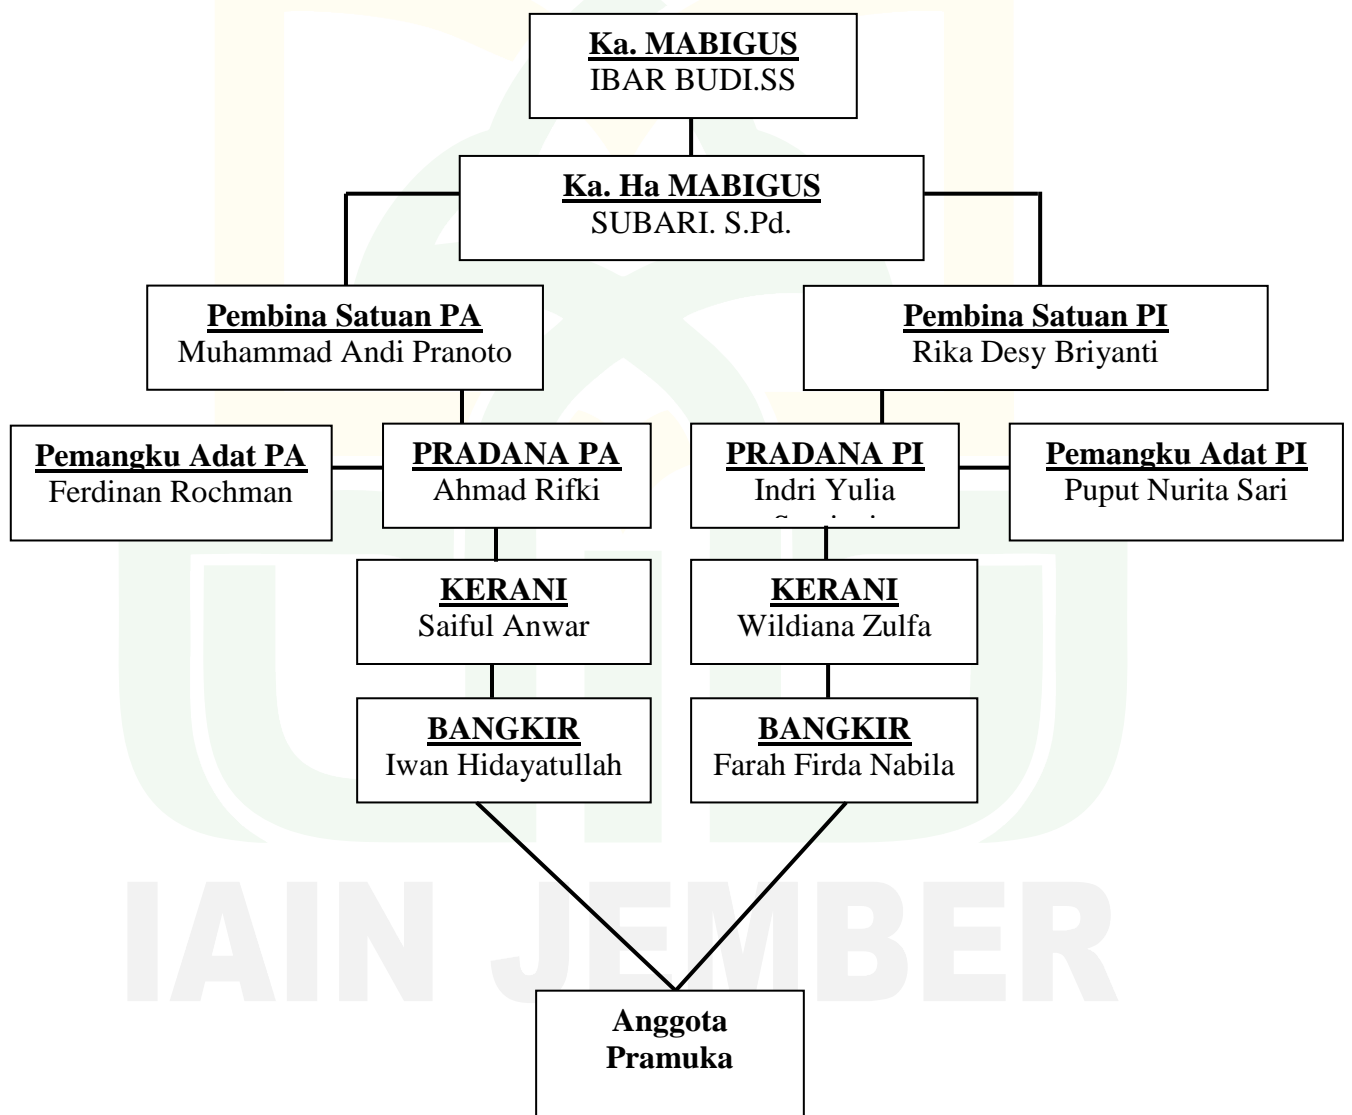 Ka. MABIGUS
IBAR BUDI.SS
Ka. Ha MABIGUS
SUBARI. S.Pd.
Pembina Satuan PA
Muhammad Andi Pranoto
Pembina Satuan PI
Rika Desy Briyanti
Pemangku Adat PA
Ferdinan Rochman
PRADANA PA
Ahmad Rifki
PRADANA PI
Indri Yulia
Pemangku Adat PI
Puput Nurita Sari
KERANI
Saiful Anwar
KERANI
Wildiana Zulfa
BANGKIR
Iwan Hidayatullah
BANGKIR
Farah Firda Nabila
IAIN JEMBER
Anggota
Pramuka